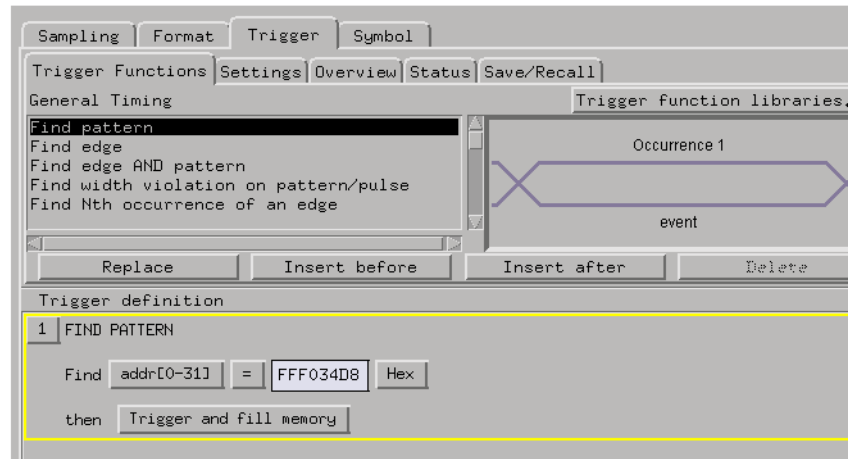 Sampling Format Trigger Symbol
Trigger Functions Settings Overview Status Save/Recall
General Timing Trigger function libraries.
Find pattern
Find edge
Find edge AND pattern
Find width violation on pattern/pulse
Find Nth occurrence of an edge
Occurrence 1
event
Replace Insert before Insert after Delete
Trigger definition
1 FIND PATTERN
Find addr[0-31] = FFF034D8 Hex
then Trigger and fill memory